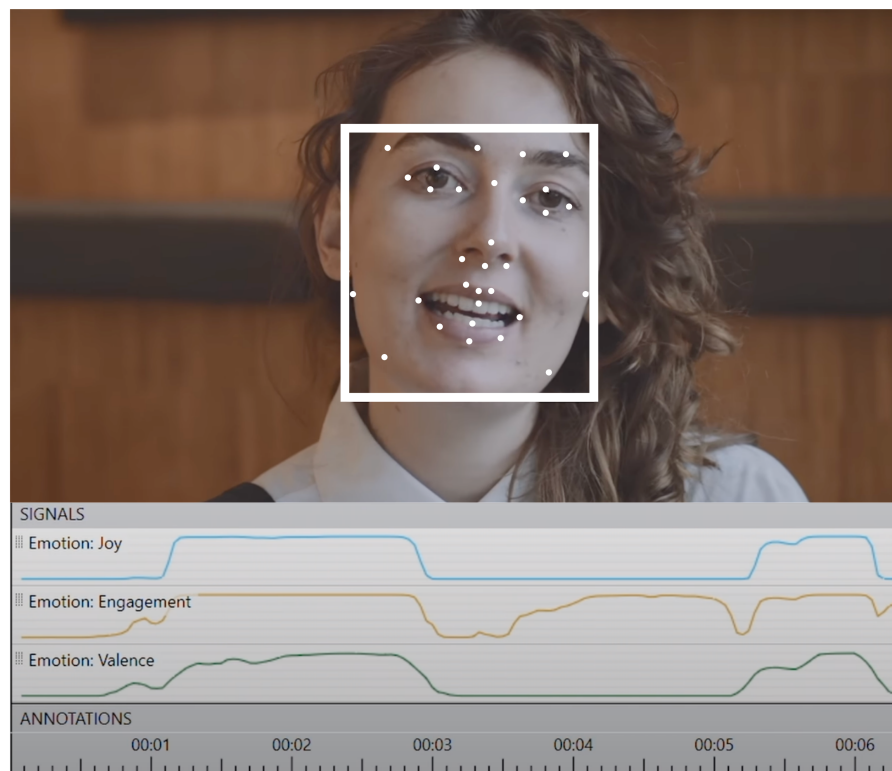 SIGNALS
Emotion: Joy
Emotion: Engagement
Emotion: Valence
ANNOTATIONS
00:01 00:02 00:03 00:04 00:05 00:06